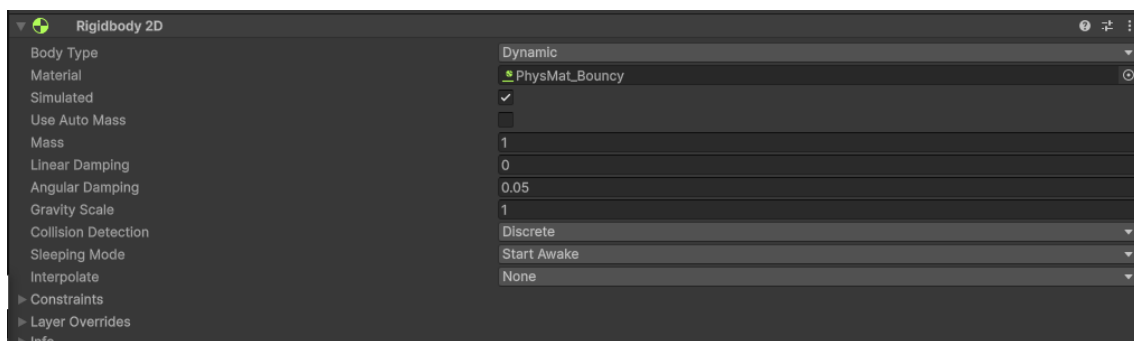 Rigidbody 2D
Body Type Dynamic
Material PhysMat_Bouncy
Simulated
Use Auto Mass
Mass 1
Linear Damping 0
Angular Damping 0.05
Gravity Scale 1
Collision Detection Discrete
Sleeping Mode Start Awake
Interpolate None
Constraints
Layer Overrides
Info